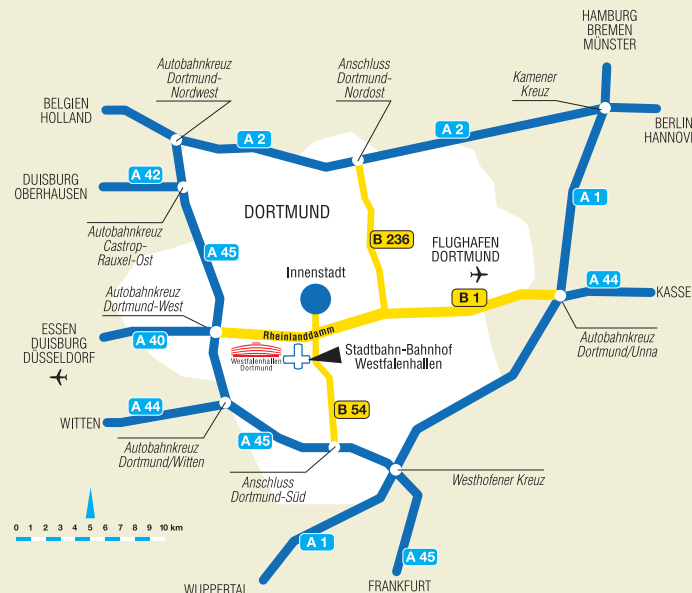 HAMBURG
BREMEN
MÜNSTER
Autobahnkreuz
Dortmund-
Nordwest
Anschluss
Dortmund-
Nordost
Kamener
Kreuz
BELGIEN
HOLLAND
A 2
A 2
BERLIN
HANNOVE
A 42
DUISBURG
OBERHAUSEN
A 1
DORTMUND
Autobahnkreuz
Castrop-
Rauxel-Ost
A 45
B 236
FLUGHAFEN
DORTMUND
Innenstadt
A 44
KASSE
B 1
Autobahnkreuz
Dortmund-West
ESSEN
DUISBURG
DÜSSELDORF
A 40
Rheinlanddamm
Westfalenhallen
Dortmund
Stadtbahn-Bahnhof
Westfalenhallen
Autobahnkreuz
Dortmund/Unna
A 44
WITTEN
B 54
A 45
Autobahnkreuz
Dortmund/Witten
Anschluss
Dortmund-Süd
Westhofener Kreuz
0 1 2 3 4 5 6 7 8 9 10 km
A 1
A 45
WUPPERTAL
FRANKFURT